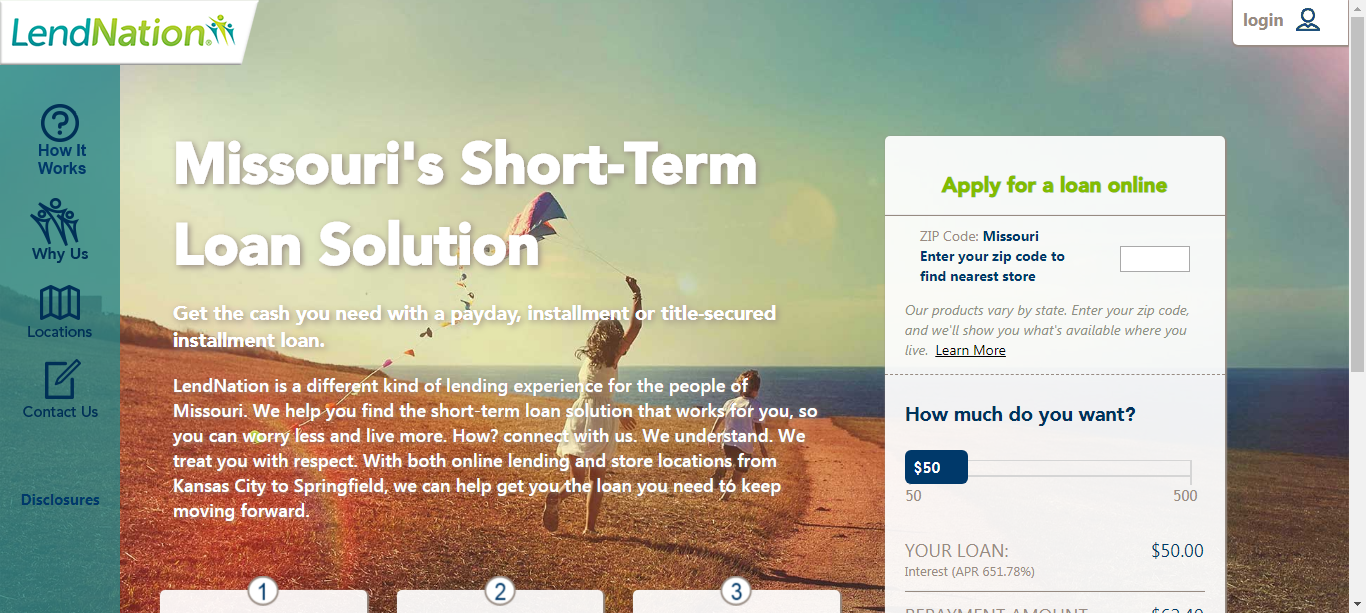 LendNation®
login
How It
Works
Why Us
Locations
Contact Us
Disclosures
Missouri's Short-Term
Loan Solution
Get the cash you need with a payday, installment or title-secured
installment loan.
LendNation is a different kind of lending experience for the people of
Missouri. We help you find the short-term loan solution that works for you, so
you can worry less and live more. How? connect with us. We understand. We
treat you with respect. With both online lending and store locations from
Kansas City to Springfield, we can help get you the loan you need to keep
moving forward.
1
2
3
Apply for a loan online
ZIP Code: Missouri
Enter your zip code to
find nearest store
Our products vary by state. Enter your zip code,
and we'll show you what's available where you
live. Learn More
How much do you want?
$50
50 500
YOUR LOAN: $50.00
Interest (APR 651.78%)
REPAYMENT AMOUNT